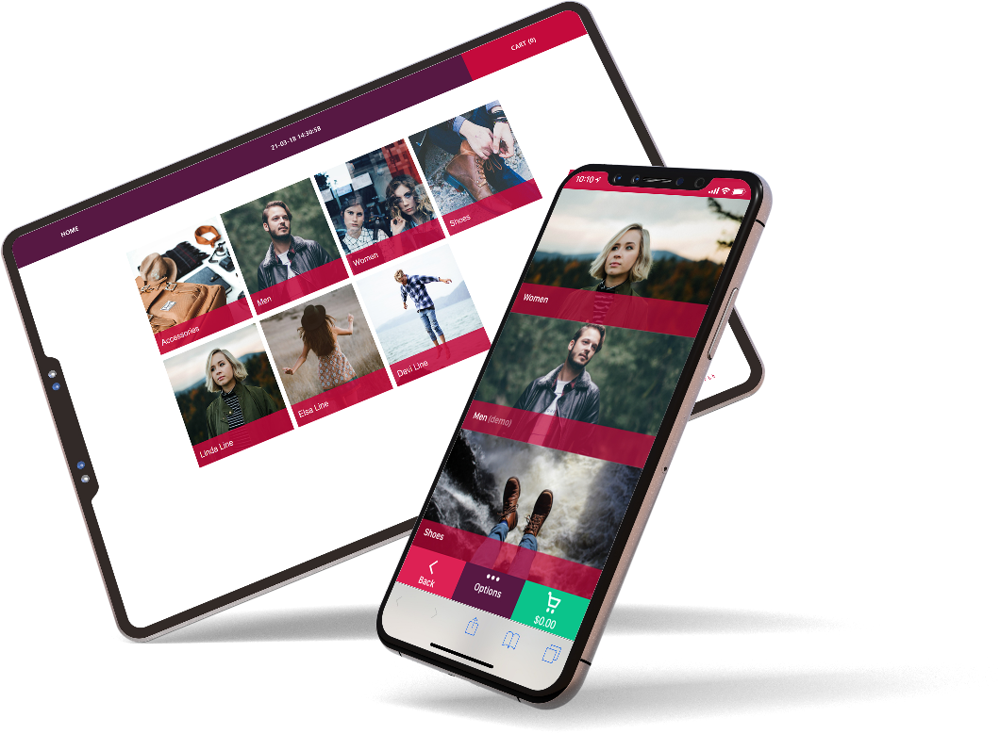 CART (0)
21-03-18 14:30:58
HOME
Shoes
Women
Men
Accessories
Davi Line
Elsa Line
Linda Line
10:10
Women
Men (demo)
Shoes
Back
Options
$0.00